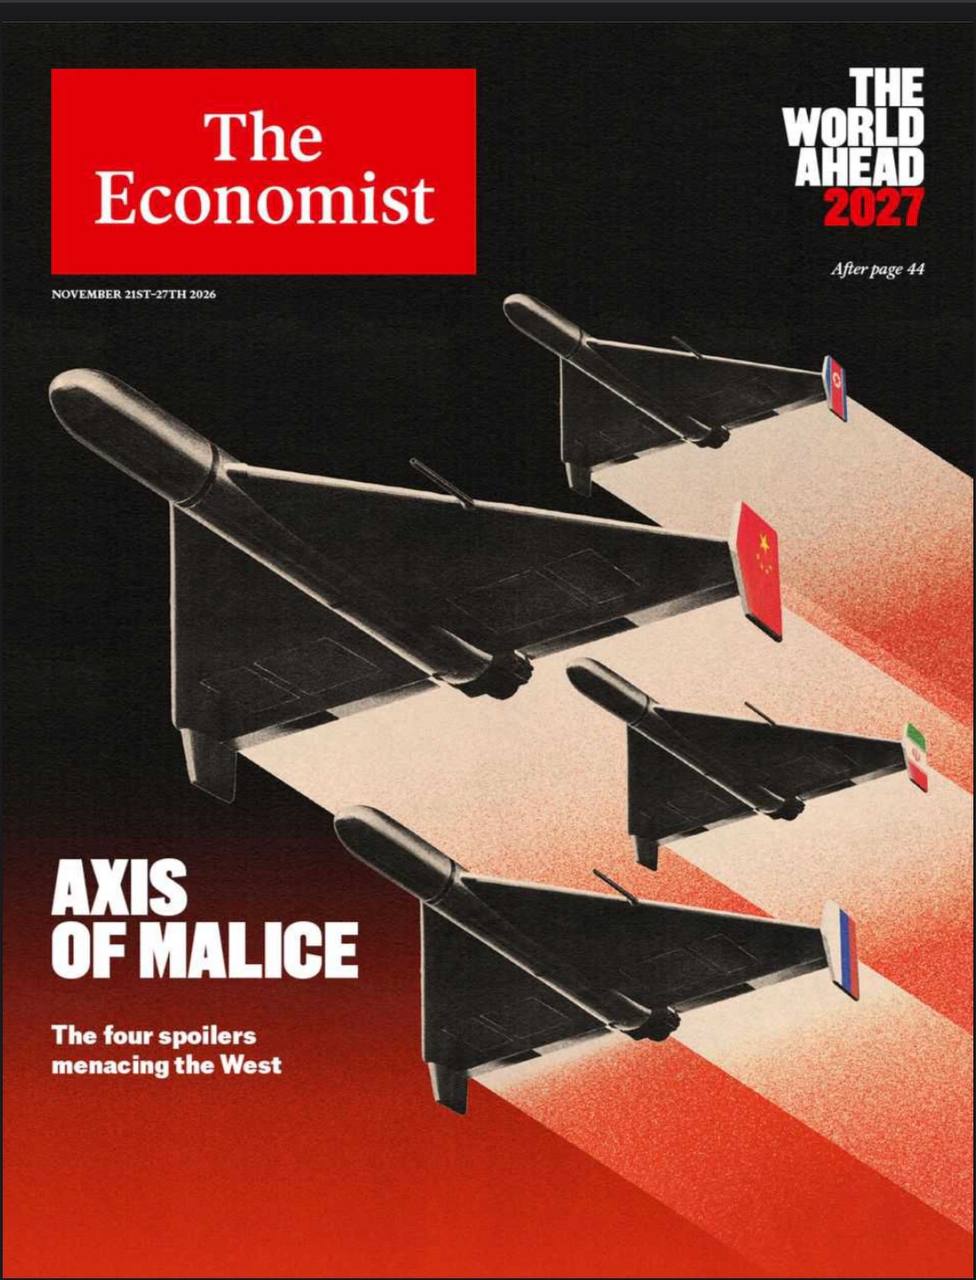 The
Economist
THE
WORLD
AHEAD
2027
After page 44
NOVEMBER 21ST–27TH 2026
AXIS
OF MALICE
The four spoilers
menacing the West